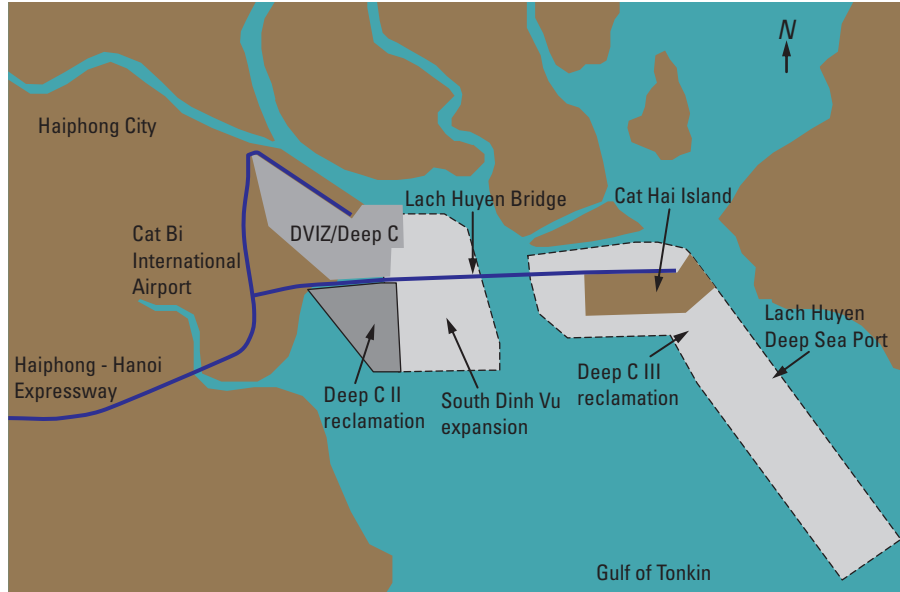 N
Haiphong City
Lach Huyen Bridge
Cat Hai Island
DVIZ/Deep C
Cat Bi
International
Airport
Lach Huyen
Deep Sea Port
Haiphong - Hanoi
Expressway
Deep C II
reclamation
South Dinh Vu
expansion
Deep C III
reclamation
Gulf of Tonkin